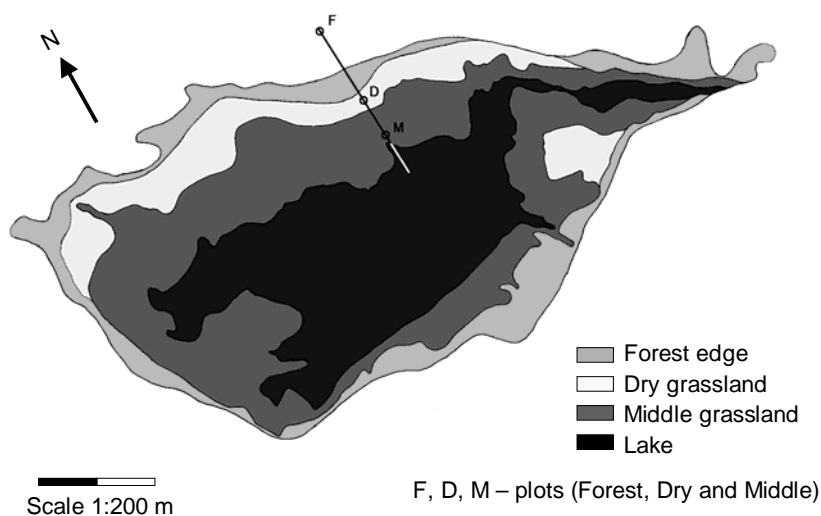 F
N
D
M
Forest edge
Dry grassland
Middle grassland
Lake
Scale 1:200 m
F, D, M – plots (Forest, Dry and Middle)